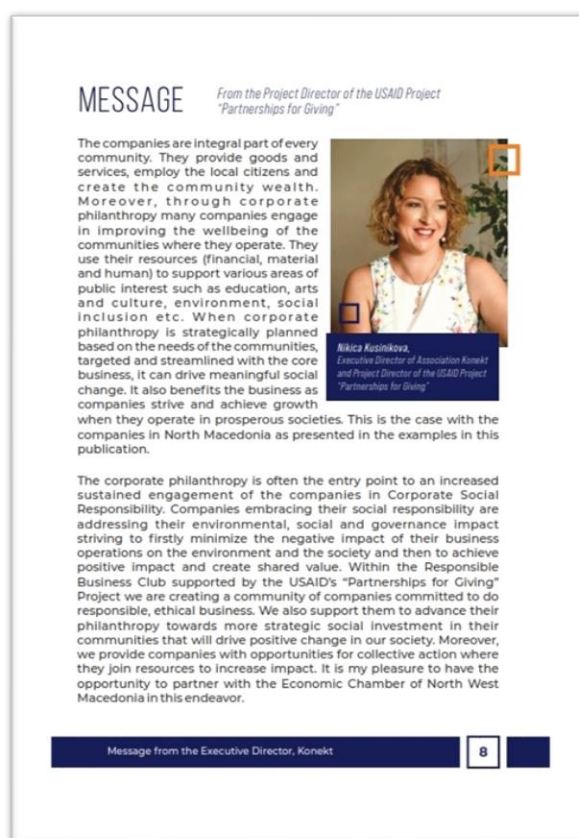 MESSAGE
From the Project Director of the USAID Project
"Partnerships for Giving"
The companies are integral part of every
community. They provide goods and
services, employ the local citizens and
create the community wealth.
Moreover, through corporate
philanthropy many companies engage
in improving the wellbeing of the
communities where they operate. They
use their resources (financial, material
and human) to support various areas of
public interest such as education, arts
and culture, environment, social
inclusion etc. When corporate
philanthropy is strategically planned
based on the needs of the communities,
targeted and streamlined with the core
business, it can drive meaningful social
change. It also benefits the business as
companies strive and achieve growth
when they operate in prosperous societies. This is the case with the
companies in North Macedonia as presented in the examples in this
publication.
Nikica Kusinikova,
Executive Director of Association Konekt
and Project Director of the USAID Project
"Partnerships for Giving"
The corporate philanthropy is often the entry point to an increased
sustained engagement of the companies in Corporate Social
Responsibility. Companies embracing their social responsibility are
addressing their environmental, social and governance impact
striving to firstly minimize the negative impact of their business
operations on the environment and the society and then to achieve
positive impact and create shared value. Within the Responsible
Business Club supported by the USAID's "Partnerships for Giving"
Project we are creating a community of companies committed to do
responsible, ethical business. We also support them to advance their
philanthropy towards more strategic social investment in their
communities that will drive positive change in our society. Moreover,
we provide companies with opportunities for collective action where
they join resources to increase impact. It is my pleasure to have the
opportunity to partner with the Economic Chamber of North West
Macedonia in this endeavor.
Message from the Executive Director, Konekt
8